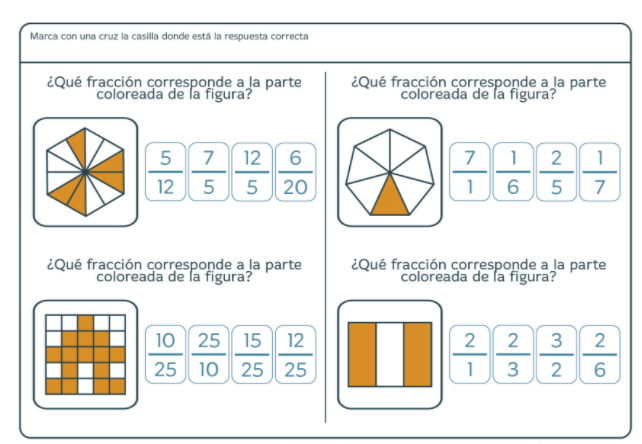 Marca con una cruz la casilla donde está la respuesta correcta
¿Qué fracción corresponde a la parte
coloreada de la figura?
5/12 7/5 12/5 6/20
¿Qué fracción corresponde a la parte
coloreada de la figura?
7/1 1/6 2/5 1/7
¿Qué fracción corresponde a la parte
coloreada de la figura?
10/25 25/10 15/25 12/25
¿Qué fracción corresponde a la parte
coloreada de la figura?
2/1 2/3 3/2 2/6